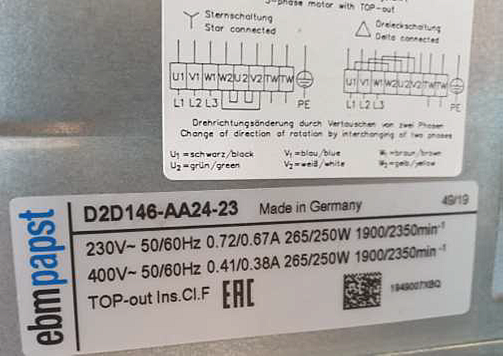 3-phase motor with TOP-out
Sternschaltung
Star connected
Dreieckschaltung
Delta connected
U1 V1 W1 W2 U2 V2 TW TW
U1 V1 W1 W2 U2 V2 TW TW
L1 L2 L3 PE
L1 L2 L3 PE
Drehrichtungsänderung durch Vertauschen von zwei Phasen
Change of direction of rotation by interchanging of two phases
U1 = schwarz/black V1 = blau/blue W1 = braun/brown
U2 = grün/green V2 = weiß/white W2 = gelb/yellow
ebmpapst
D2D146-AA24-23 Made in Germany 49/19
230V~ 50/60Hz 0.72/0.67A 265/250W 1900/2350min-1
400V~ 50/60Hz 0.41/0.38A 265/250W 1900/2350min-1
TOP-out Ins.Cl.F EAC 1949007XBQ